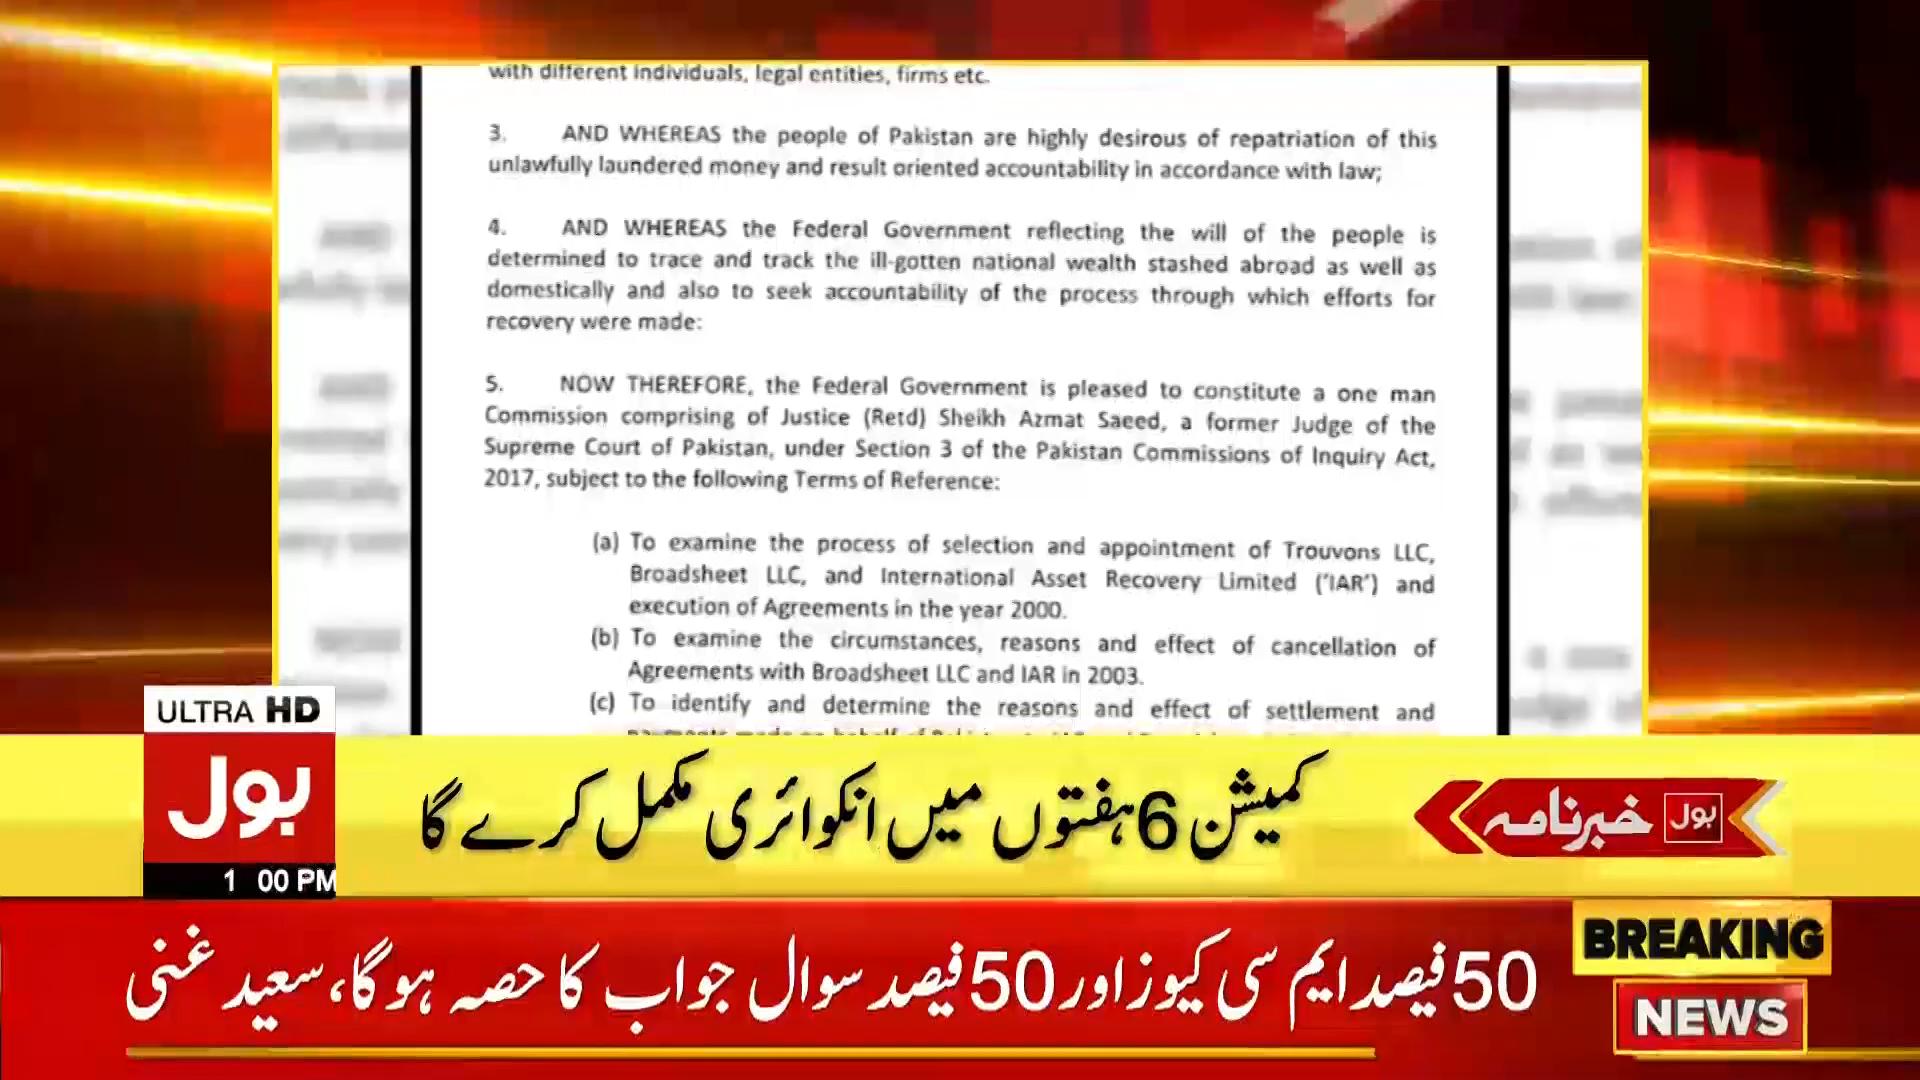 with different individuals, legal entities, firms etc.
3. AND WHEREAS the people of Pakistan are highly desirous of repatriation of this
unlawfully laundered money and result oriented accountability in accordance with law;
4. AND WHEREAS the Federal Government reflecting the will of the people is
determined to trace and track the ill-gotten national wealth stashed abroad as well as
domestically and also to seek accountability of the process through which efforts for
recovery were made:
5. NOW THEREFORE, the Federal Government is pleased to constitute a one man
Commission comprising of Justice (Retd) Sheikh Azmat Saeed, a former Judge of the
Supreme Court of Pakistan, under Section 3 of the Pakistan Commissions of Inquiry Act,
2017, subject to the following Terms of Reference:
(a) To examine the process of selection and appointment of Trouvons LLC,
Broadsheet LLC, and International Asset Recovery Limited ('IAR') and
execution of Agreements in the year 2000.
(b) To examine the circumstances, reasons and effect of cancellation of
Agreements with Broadsheet LLC and IAR in 2003.
(c) To identify and determine the reasons and effect of settlement and
ULTRA HD
بول
1 00 PM
بول خبرنامہ
کمیشن 6 ہفتوں میں انکوائری مکمل کرے گا
BREAKING
NEWS
50 فیصد ایم سی کیوز اور 50 فیصد سوال جواب کا حصہ ہوگا، سعید غنی